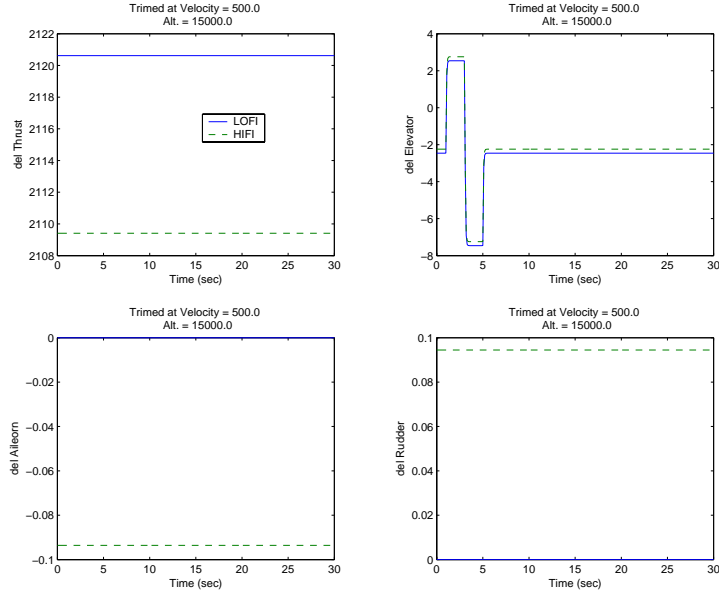 Trimed at Velocity = 500.0
Alt. = 15000.0
2122
2120
2118
2116
2114
2112
2110
2108
del Thrust
LOFI
HIFI
0 5 10 15 20 25 30
Time (sec)
Trimed at Velocity = 500.0
Alt. = 15000.0
4
2
0
−2
−4
−6
−8
del Elevator
0 5 10 15 20 25 30
Time (sec)
Trimed at Velocity = 500.0
Alt. = 15000.0
0
−0.02
−0.04
−0.06
−0.08
−0.1
del Aileorn
0 5 10 15 20 25 30
Time (sec)
Trimed at Velocity = 500.0
Alt. = 15000.0
0.1
0.08
0.06
0.04
0.02
0
del Rudder
0 5 10 15 20 25 30
Time (sec)